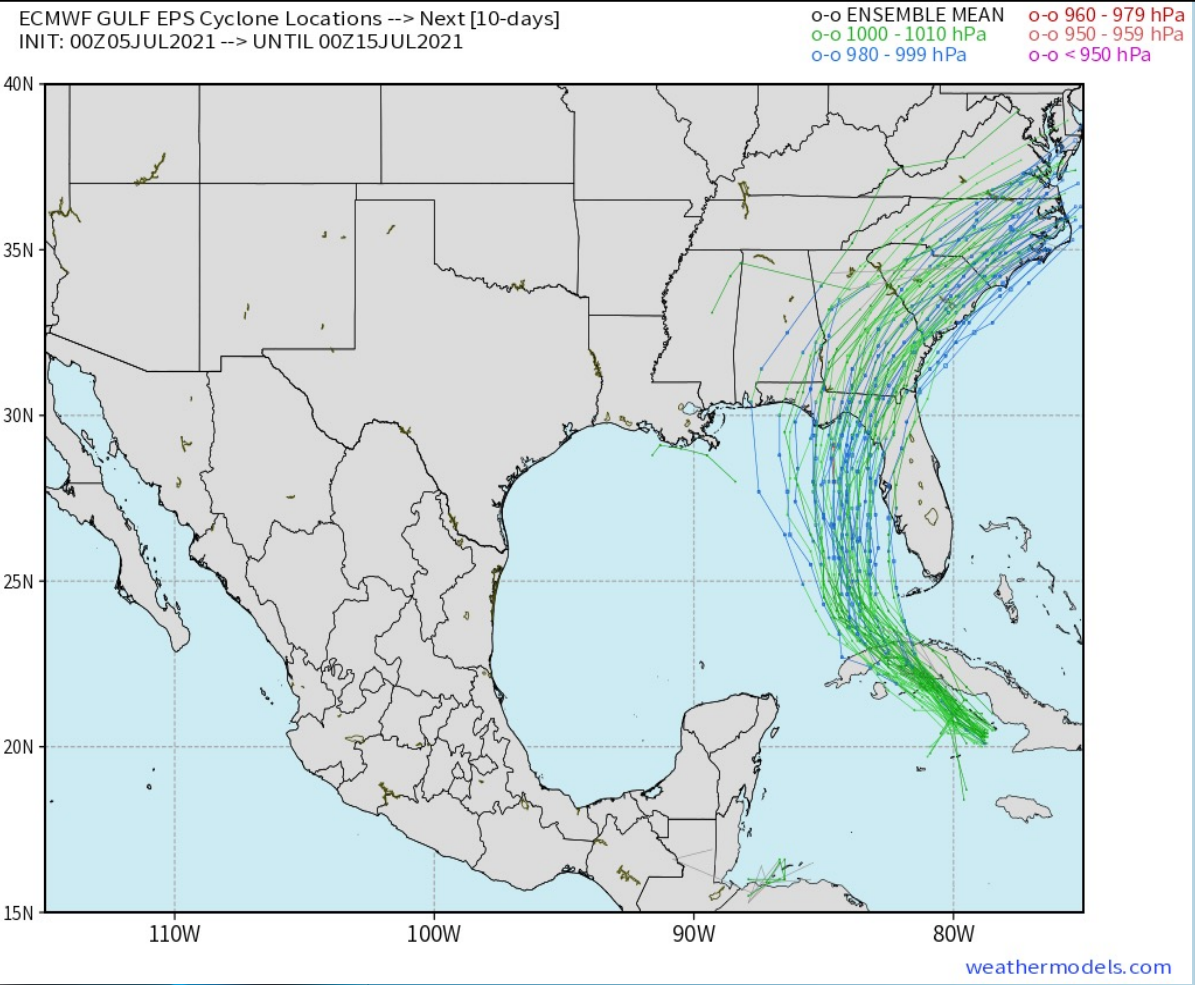 ECMWF GULF EPS Cyclone Locations --> Next [10-days]
INIT: 00Z05JUL2021 --> UNTIL 00Z15JUL2021
o-o ENSEMBLE MEAN
o-o 1000 - 1010 hPa
o-o 980 - 999 hPa
o-o 960 - 979 hPa
o-o 950 - 959 hPa
o-o < 950 hPa
40N
35N
30N
25N
20N
15N
110W
100W
90W
80W
weathermodels.com